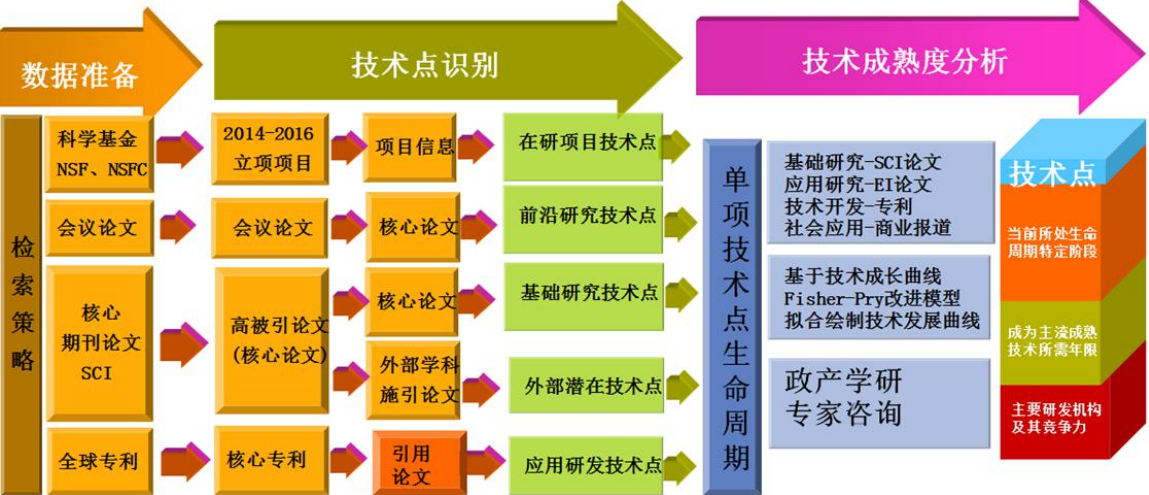 数据准备
技术点识别
技术成熟度分析
检索策略
科学基金
NSF、NSFC
会议论文
核心
期刊论文
SCI
全球专利
2014-2016
立项项目
会议论文
高被引论文
(核心论文)
核心专利
项目信息
核心论文
核心论文
外部学科
施引论文
引用
论文
在研项目技术点
前沿研究技术点
基础研究技术点
外部潜在技术点
应用研发技术点
单项技术点生命周期
基础研究-SCI论文
应用研究-EI论文
技术开发-专利
社会应用-商业报道
基于技术成长曲线
Fisher-Pry改进模型
拟合绘制技术发展曲线
政产学研
专家咨询
技术点
当前所处生命
周期特定阶段
成为主流成熟
技术所需年限
主要研发机构
及其竞争力